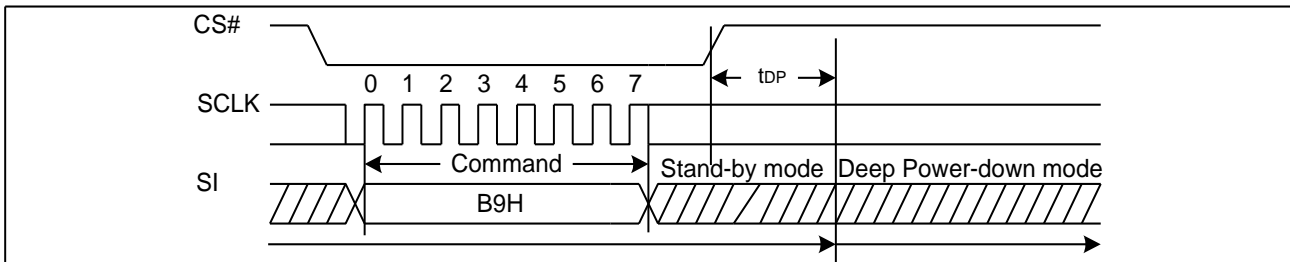 CS#
tDP
0 1 2 3 4 5 6 7
SCLK
Command
Stand-by mode Deep Power-down mode
SI
B9H